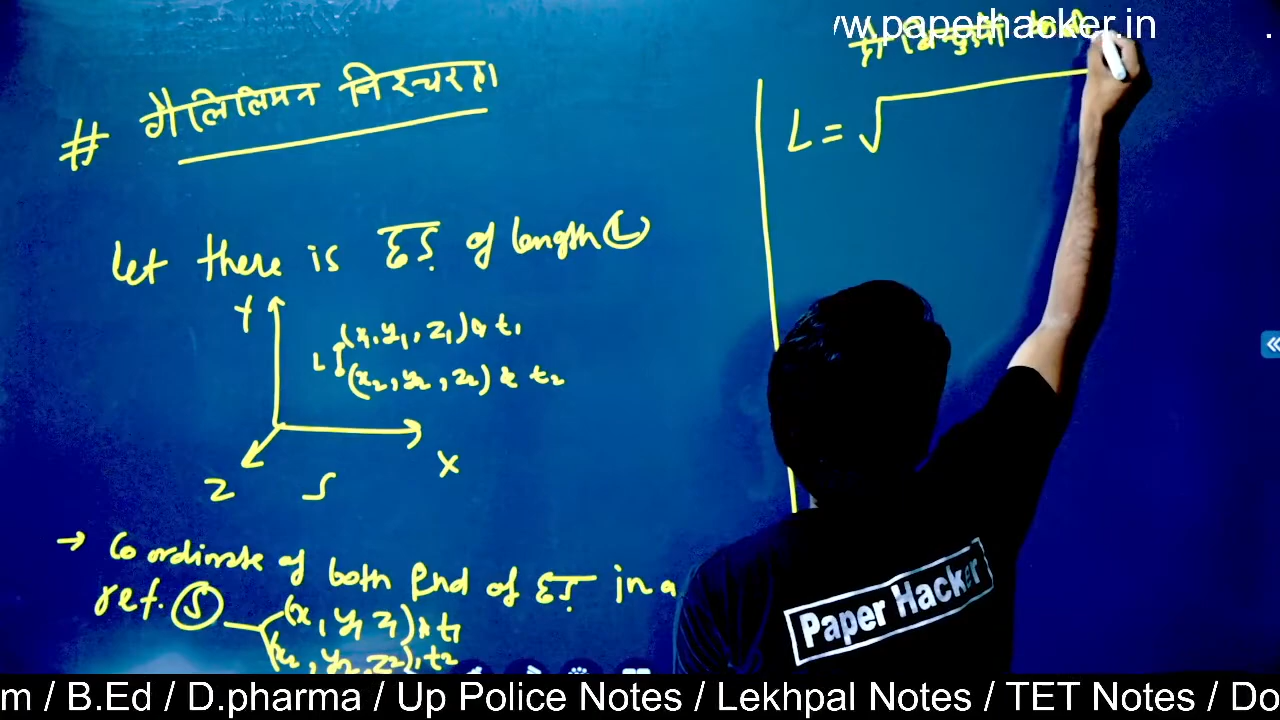 www.paperhacker.in
# गैलिलियन निश्चरता
Let there is छड़ of length L
Y
L (x1, y1, z1) & t1
(x2, y2, z2) & t2
X
Z
S
→ Coordinate of both End of छड़ in a
ref. S (x, y1 z1) & t1
(x2, y2, z2), t2
दो बिन्दुओं
L = √
Paper Hacker
m / B.Ed / D.pharma / Up Police Notes / Lekhpal Notes / TET Notes / Do